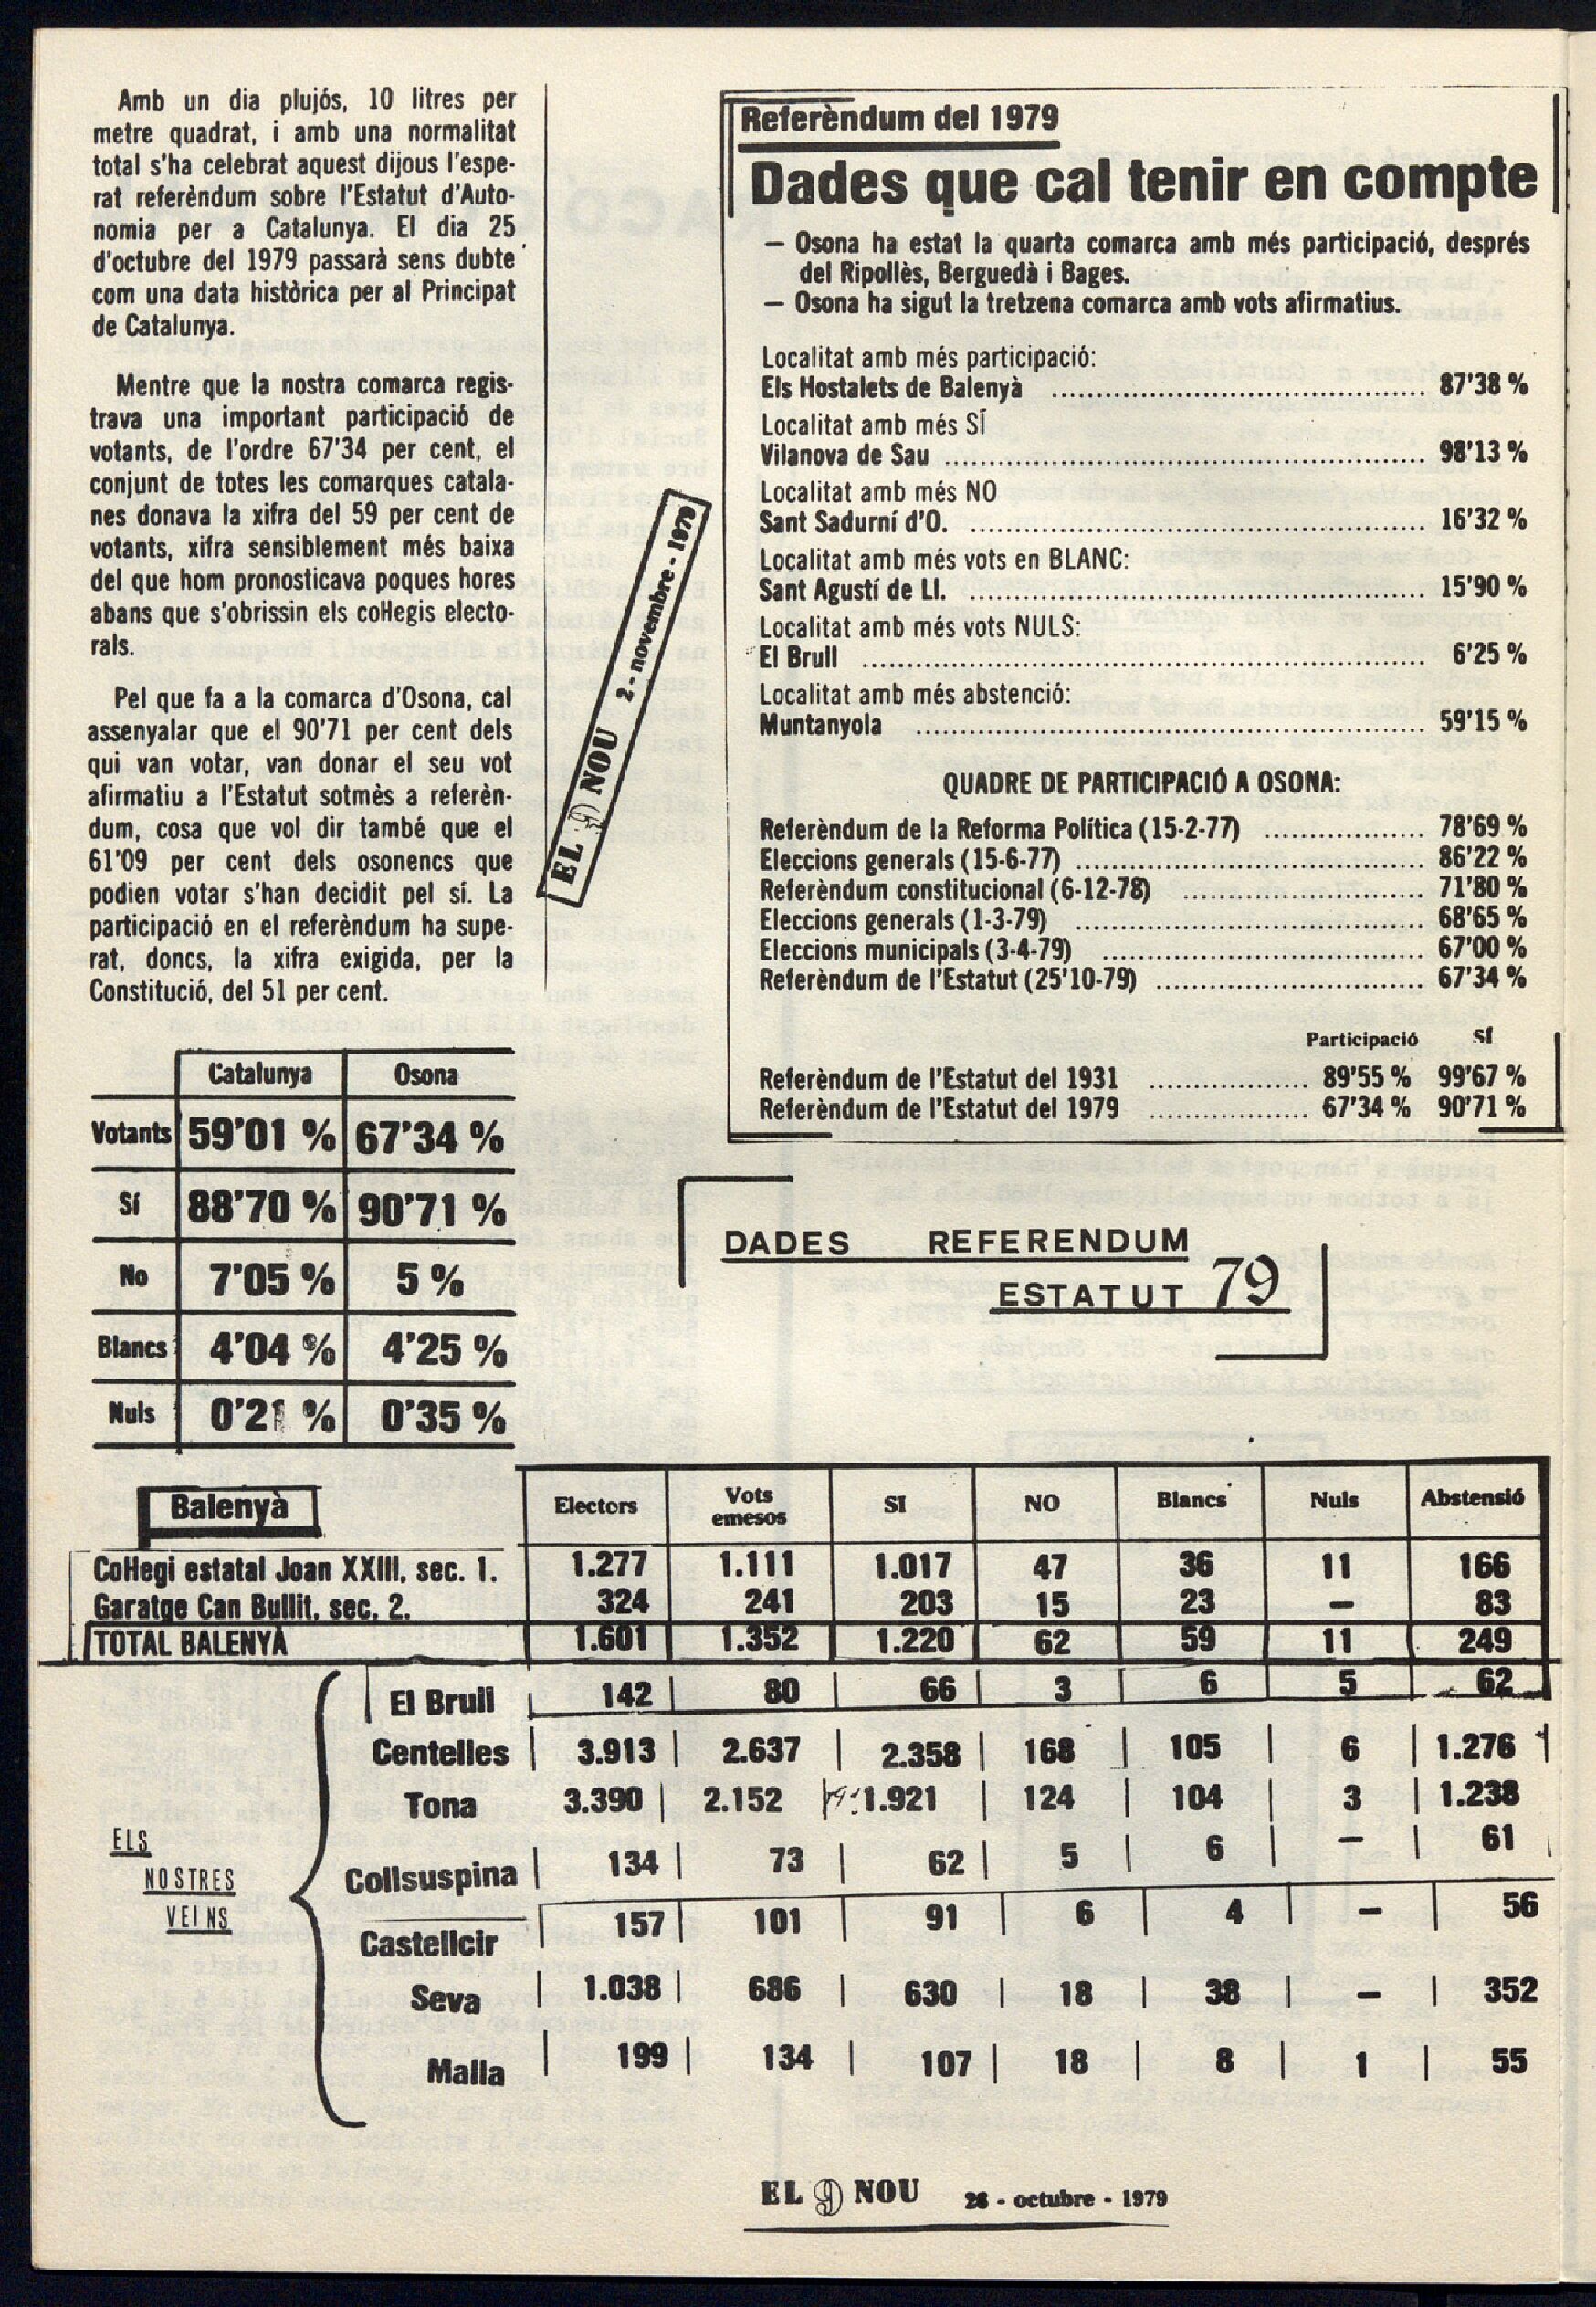 Amb un dia plujós, 10 litres per
metre quadrat, i amb una normalitat
total s'ha celebrat aquest dijous l'espe-
rat referèndum sobre l'Estatut d'Auto-
nomia per a Catalunya. El dia 25
d'octubre del 1979 passarà sens dubte
com una data històrica per al Principat
de Catalunya.
Mentre que la nostra comarca regis-
trava una important participació de
votants, de l'ordre 67'34 per cent, el
conjunt de totes les comarques catala-
nes donava la xifra del 59 per cent de
votants, xifra sensiblement més baixa
del que hom pronosticava poques hores
abans que s'obrissin els col·legis electo-
rals.
Pel que fa a la comarca d'Osona, cal
assenyalar que el 90'71 per cent dels
qui van votar, van donar el seu vot
afirmatiu a l'Estatut sotmès a referèn-
dum, cosa que vol dir també que el
61'09 per cent dels osonencs que
podien votar s'han decidit pel sí. La
participació en el referèndum ha supe-
rat, doncs, la xifra exigida, per la
Constitució, del 51 per cent.
EL 9 NOU 2 - novembre - 1979
Referèndum del 1979
Dades que cal tenir en compte
— Osona ha estat la quarta comarca amb més participació, després
del Ripollès, Berguedà i Bages.
— Osona ha sigut la tretzena comarca amb vots afirmatius.
Localitat amb més participació:
Els Hostalets de Balenyà ........ 87'38 %
Localitat amb més SÍ
Vilanova de Sau ........ 98'13 %
Localitat amb més NO
Sant Sadurní d'O. ........ 16'32 %
Localitat amb més vots en BLANC:
Sant Agustí de Ll. ........ 15'90 %
Localitat amb més vots NULS:
El Brull ........ 6'25 %
Localitat amb més abstenció:
Muntanyola ........ 59'15 %
QUADRE DE PARTICIPACIÓ A OSONA:
Referèndum de la Reforma Política (15-2-77) ........ 78'69 %
Eleccions generals (15-6-77) ........ 86'22 %
Referèndum constitucional (6-12-78) ........ 71'80 %
Eleccions generals (1-3-79) ........ 68'65 %
Eleccions municipals (3-4-79) ........ 67'00 %
Referèndum de l'Estatut (25'10-79) ........ 67'34 %
Participació SÍ
Referèndum de l'Estatut del 1931 ........ 89'55 % 99'67 %
Referèndum de l'Estatut del 1979 ........ 67'34 % 90'71 %
Catalunya Osona
Votants 59'01 % 67'34 %
Sí 88'70 % 90'71 %
No 7'05 % 5 %
Blancs 4'04 % 4'25 %
Nuls 0'21 % 0'35 %
DADES REFERENDUM
ESTATUT 79
Balenyà Electors Vots emesos SI NO Blancs Nuls Abstensió
Col·legi estatal Joan XXIII, sec. 1. 1.277 1.111 1.017 47 36 11 166
Garatge Can Bullit, sec. 2. 324 241 203 15 23 — 83
TOTAL BALENYÀ 1.601 1.352 1.220 62 59 11 249
ELS
NOSTRES
VEINS
El Brull 142 80 66 3 6 5 62
Centelles 3.913 2.637 2.358 168 105 6 1.276
Tona 3.390 2.152 1.921 124 104 3 1.238
Collsuspina 134 73 62 5 6 — 61
Castellcir 157 101 91 6 4 — 56
Seva 1.038 686 630 18 38 — 352
Malla 199 134 107 18 8 1 55
EL 9 NOU 26 - octubre - 1979